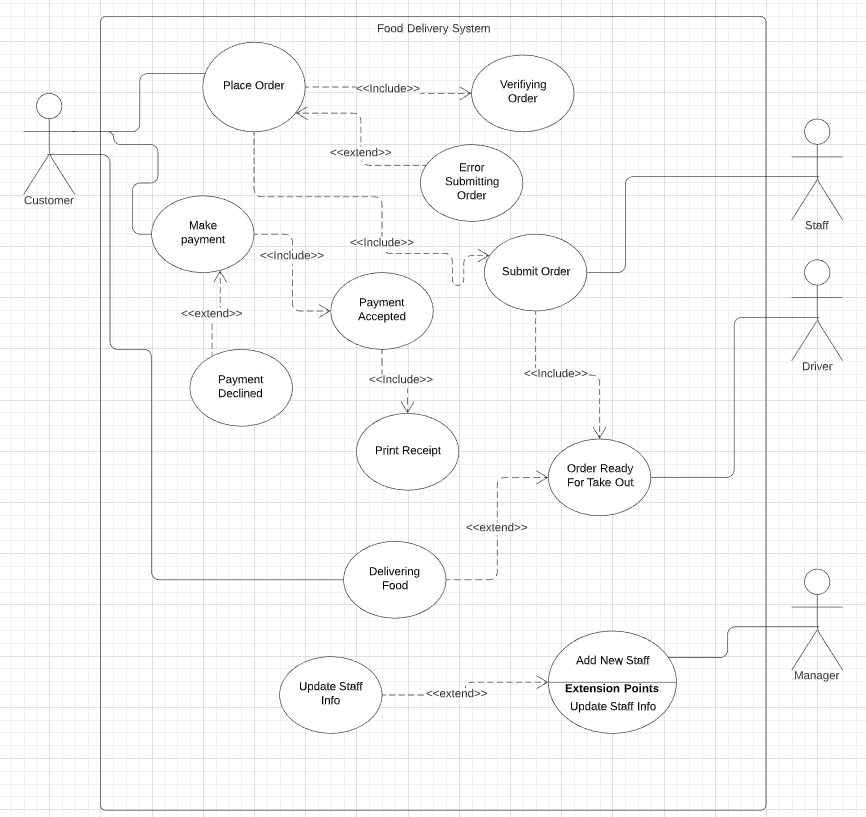 Food Delivery System
Place Order
<<Include>>
Verifiying
Order
<<extend>>
Error
Submitting
Order
Customer
Staff
Make
payment
<<Include>>
<<Include>>
Submit Order
Payment
Accepted
<<extend>>
Driver
Payment
Declined
<<Include>>
<<Include>>
Print Receipt
Order Ready
For Take Out
<<extend>>
Delivering
Food
Add New Staff
Manager
Extension Points
Update Staff Info
Update Staff
Info
<<extend>>